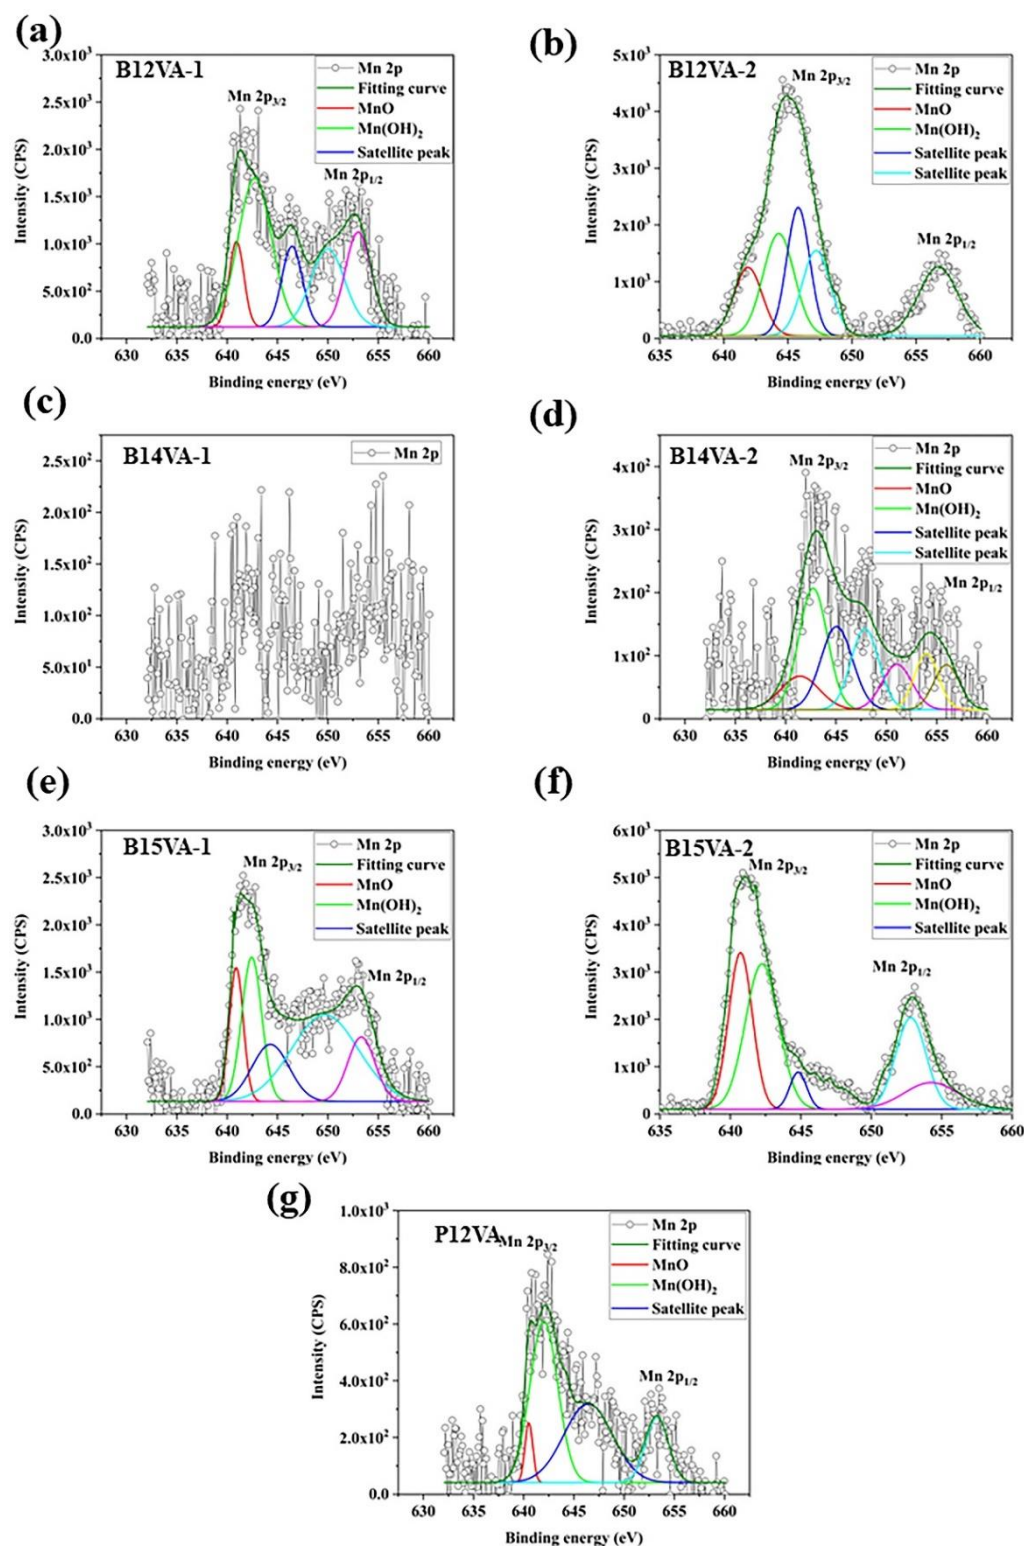 (a)
B12VA-1
3.0x10³
2.5x10³
2.0x10³
1.5x10³
1.0x10³
5.0x10²
0.0
Intensity (CPS)
Mn 2p3/2
Mn 2p1/2
Mn 2p
Fitting curve
MnO
Mn(OH)2
Satellite peak
630 635 640 645 650 655 660
Binding energy (eV)
(b)
B12VA-2
5x10³
4x10³
3x10³
2x10³
1x10³
0
Intensity (CPS)
Mn 2p3/2
Mn 2p1/2
Mn 2p
Fitting curve
MnO
Mn(OH)2
Satellite peak
Satellite peak
635 640 645 650 655 660
Binding energy (eV)
(c)
B14VA-1
2.5x10²
2.0x10²
1.5x10²
1.0x10²
5.0x10¹
0.0
Intensity (CPS)
Mn 2p
630 635 640 645 650 655 660
Binding energy (eV)
(d)
B14VA-2
4x10²
3x10²
2x10²
1x10²
0
Intensity (CPS)
Mn 2p3/2
Mn 2p1/2
Mn 2p
Fitting curve
MnO
Mn(OH)2
Satellite peak
Satellite peak
630 635 640 645 650 655 660
Binding energy (eV)
(e)
B15VA-1
3.0x10³
2.5x10³
2.0x10³
1.5x10³
1.0x10³
5.0x10²
0.0
Intensity (CPS)
Mn 2p3/2
Mn 2p1/2
Mn 2p
Fitting curve
MnO
Mn(OH)2
Satellite peak
630 635 640 645 650 655 660
Binding energy (eV)
(f)
B15VA-2
6x10³
5x10³
4x10³
3x10³
2x10³
1x10³
0
Intensity (CPS)
Mn 2p3/2
Mn 2p1/2
Mn 2p
Fitting curve
MnO
Mn(OH)2
Satellite peak
635 640 645 650 655 660
Binding energy (eV)
(g)
P12VA
1.0x10³
8.0x10²
6.0x10²
4.0x10²
2.0x10²
0.0
Intensity (CPS)
Mn 2p3/2
Mn 2p1/2
Mn 2p
Fitting curve
MnO
Mn(OH)2
Satellite peak
630 635 640 645 650 655 660
Binding energy (eV)